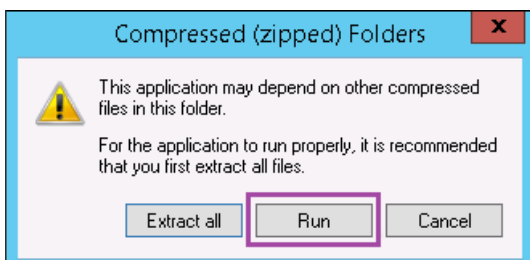 Compressed (zipped) Folders
x
This application may depend on other compressed
files in this folder.
For the application to run properly, it is recommended
that you first extract all files.
Extract all Run Cancel